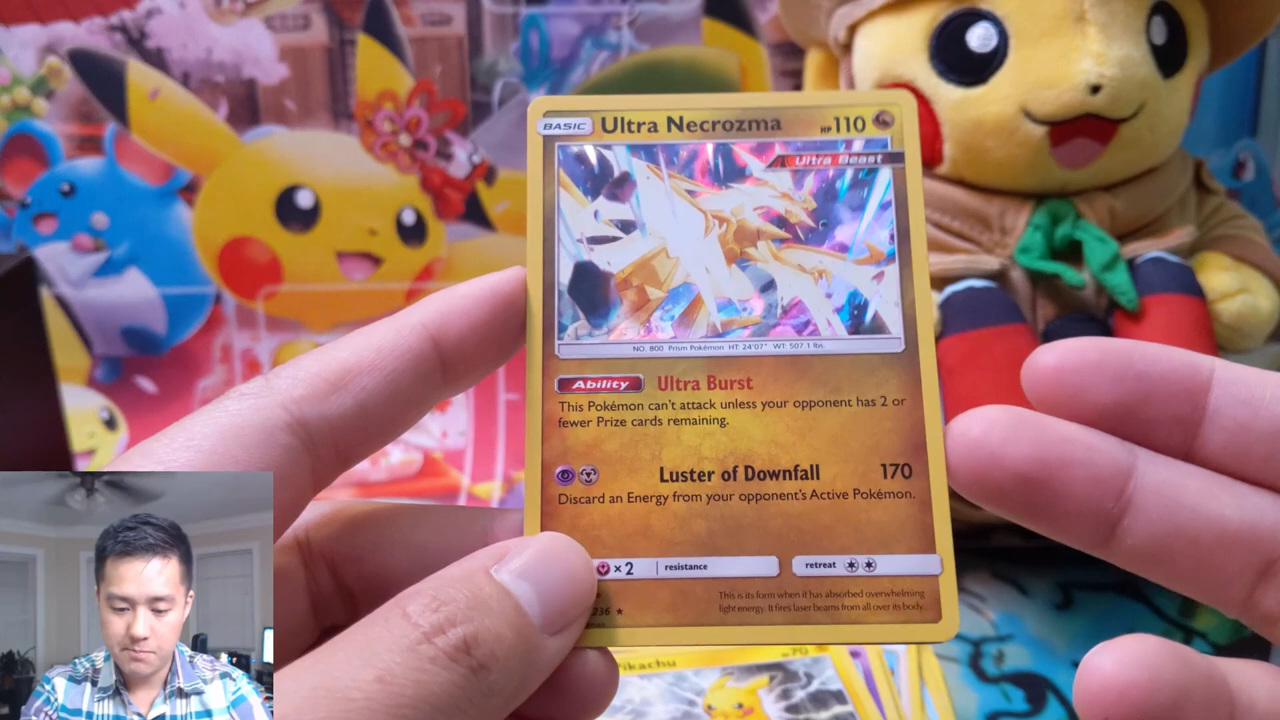 BASIC Ultra Necrozma HP 110
Ultra Beast
NO. 800 Prism Pokémon HT: 24'07" WT: 507.1 lbs.
Ability Ultra Burst
This Pokémon can't attack unless your opponent has 2 or
fewer Prize cards remaining.
Luster of Downfall 170
Discard an Energy from your opponent's Active Pokémon.
×2 resistance retreat
This is its form when it has absorbed overwhelming
light energy. It fires laser beams from all over its body.
236 ★
Pikachu HP 70